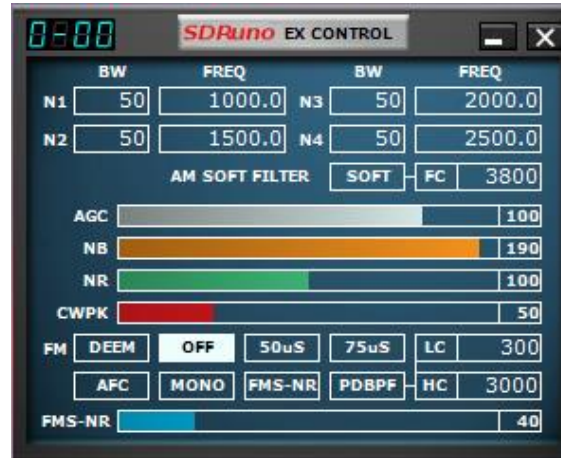 0-00 SDRuno EX CONTROL
BW FREQ BW FREQ
N1 50 1000.0 N3 50 2000.0
N2 50 1500.0 N4 50 2500.0
AM SOFT FILTER SOFT FC 3800
AGC 100
NB 190
NR 100
CWPK 50
FM DEEM OFF 50uS 75uS LC 300
AFC MONO FMS-NR PDBPF HC 3000
FMS-NR 40